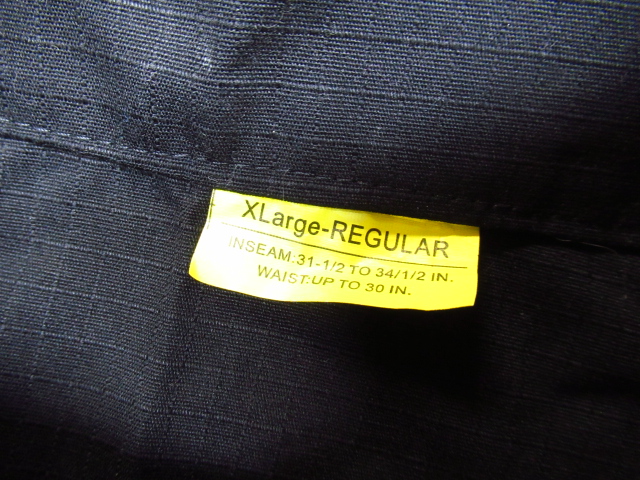 XLarge-REGULAR
INSEAM:31-1/2 TO 34/1/2 IN.
WAIST:UP TO 30 IN.